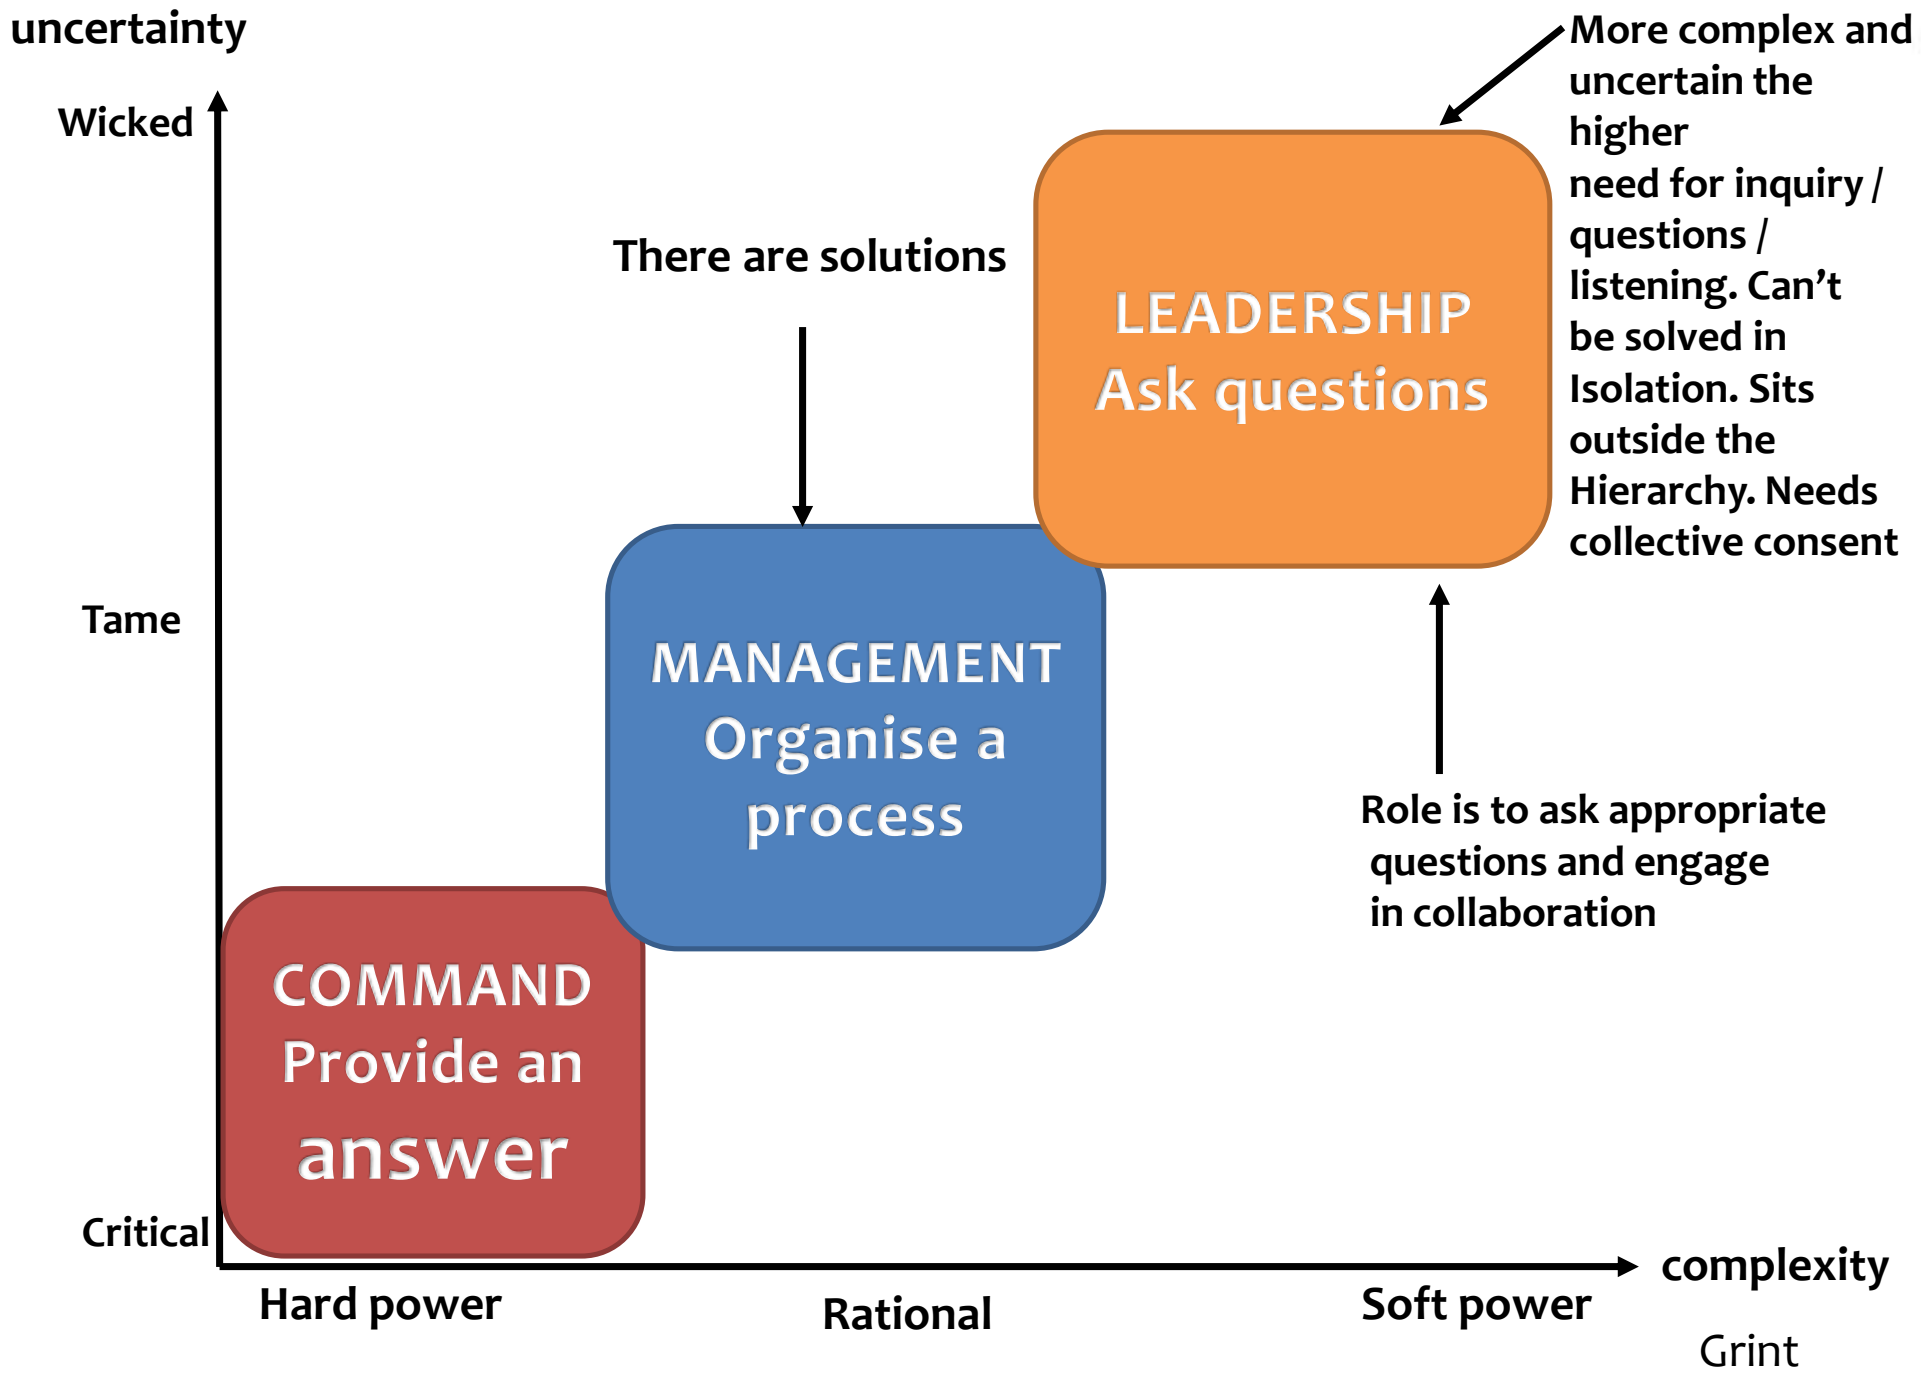 uncertainty
Wicked
Tame
Critical
There are solutions
LEADERSHIP
Ask questions
More complex and
uncertain the
higher
need for inquiry /
questions /
listening. Can’t
be solved in
Isolation. Sits
outside the
Hierarchy. Needs
collective consent
MANAGEMENT
Organise a
process
Role is to ask appropriate
questions and engage
in collaboration
COMMAND
Provide an
answer
complexity
Hard power
Rational
Soft power
Grint